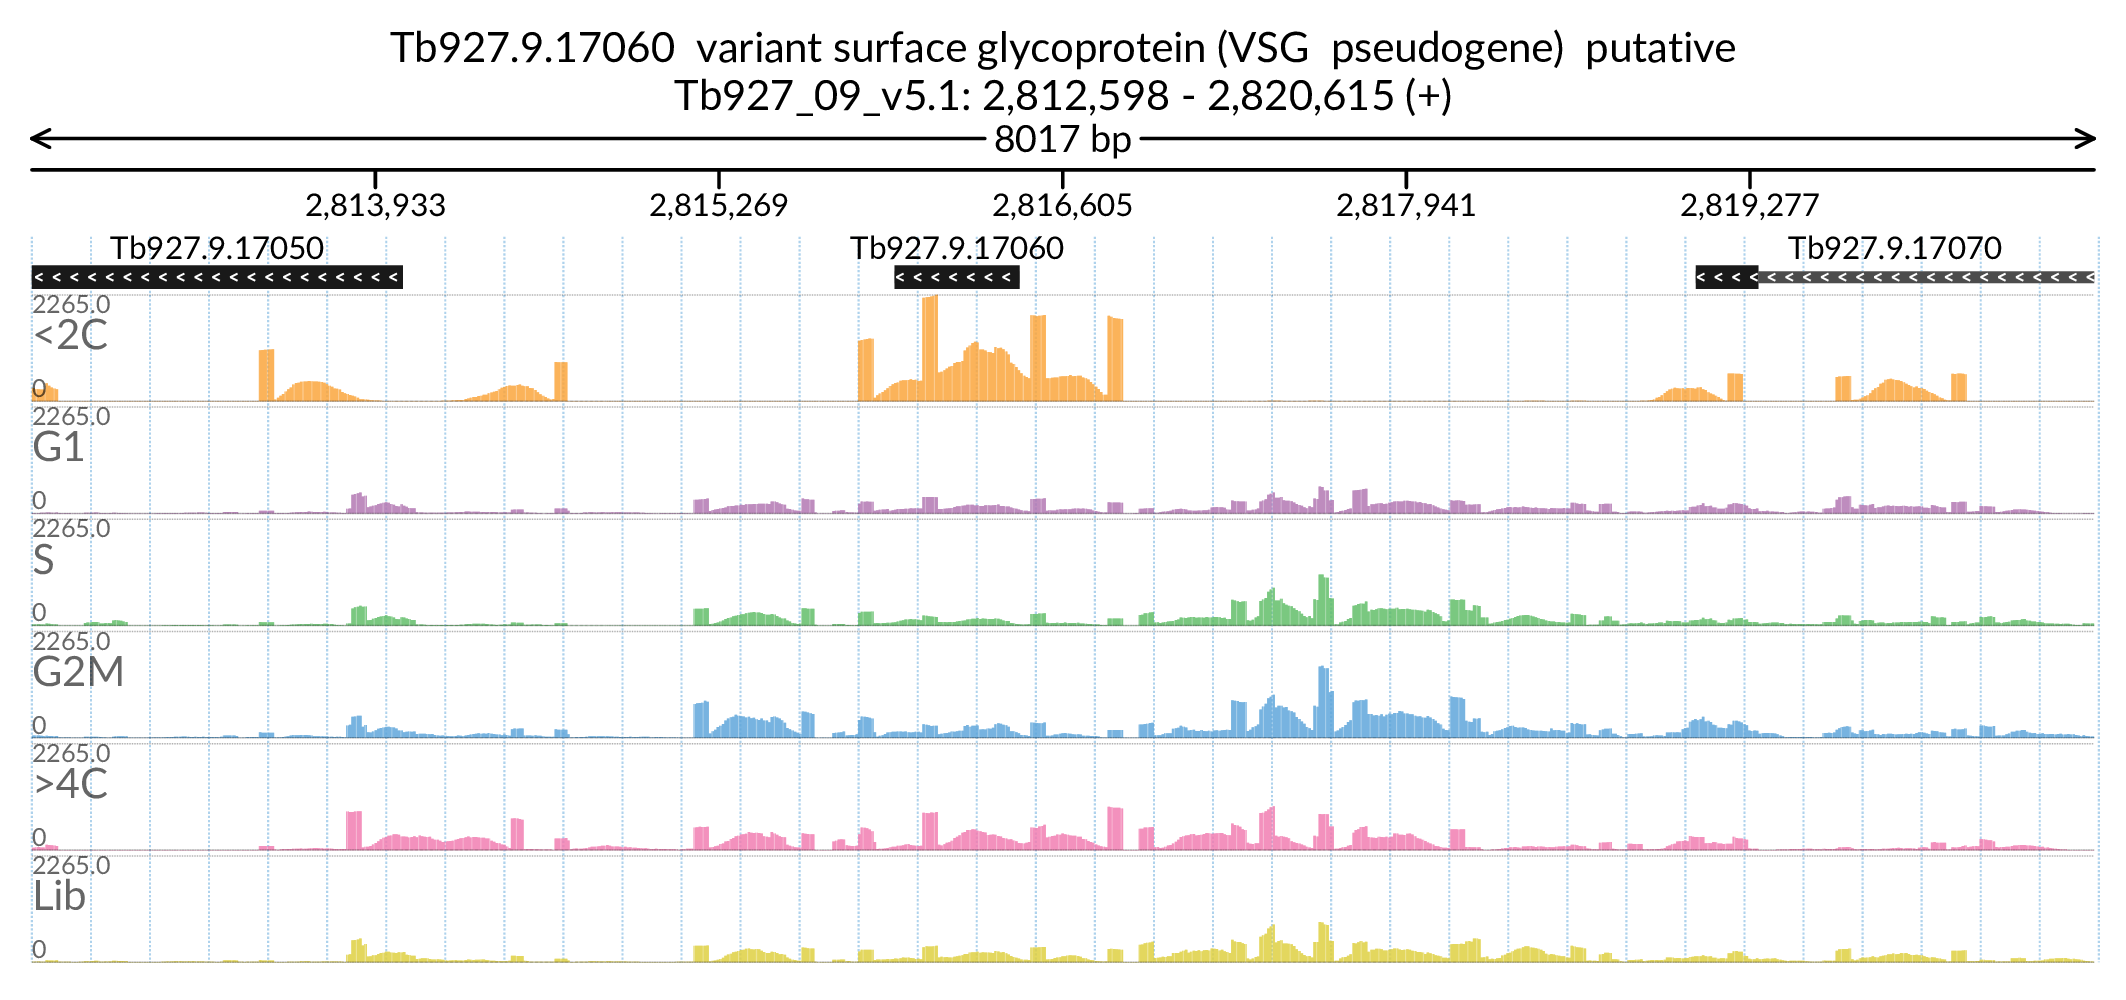 Tb927.9.17060  variant surface glycoprotein (VSG  pseudogene)  putative
Tb927_09_v5.1: 2,812,598 - 2,820,615 (+)
8017 bp
2,813,933 2,815,269 2,816,605 2,817,941 2,819,277
Tb927.9.17050 Tb927.9.17060 Tb927.9.17070
2265.0
<2C
0
2265.0
G1
0
2265.0
S
0
2265.0
G2M
0
2265.0
>4C
0
2265.0
Lib
0